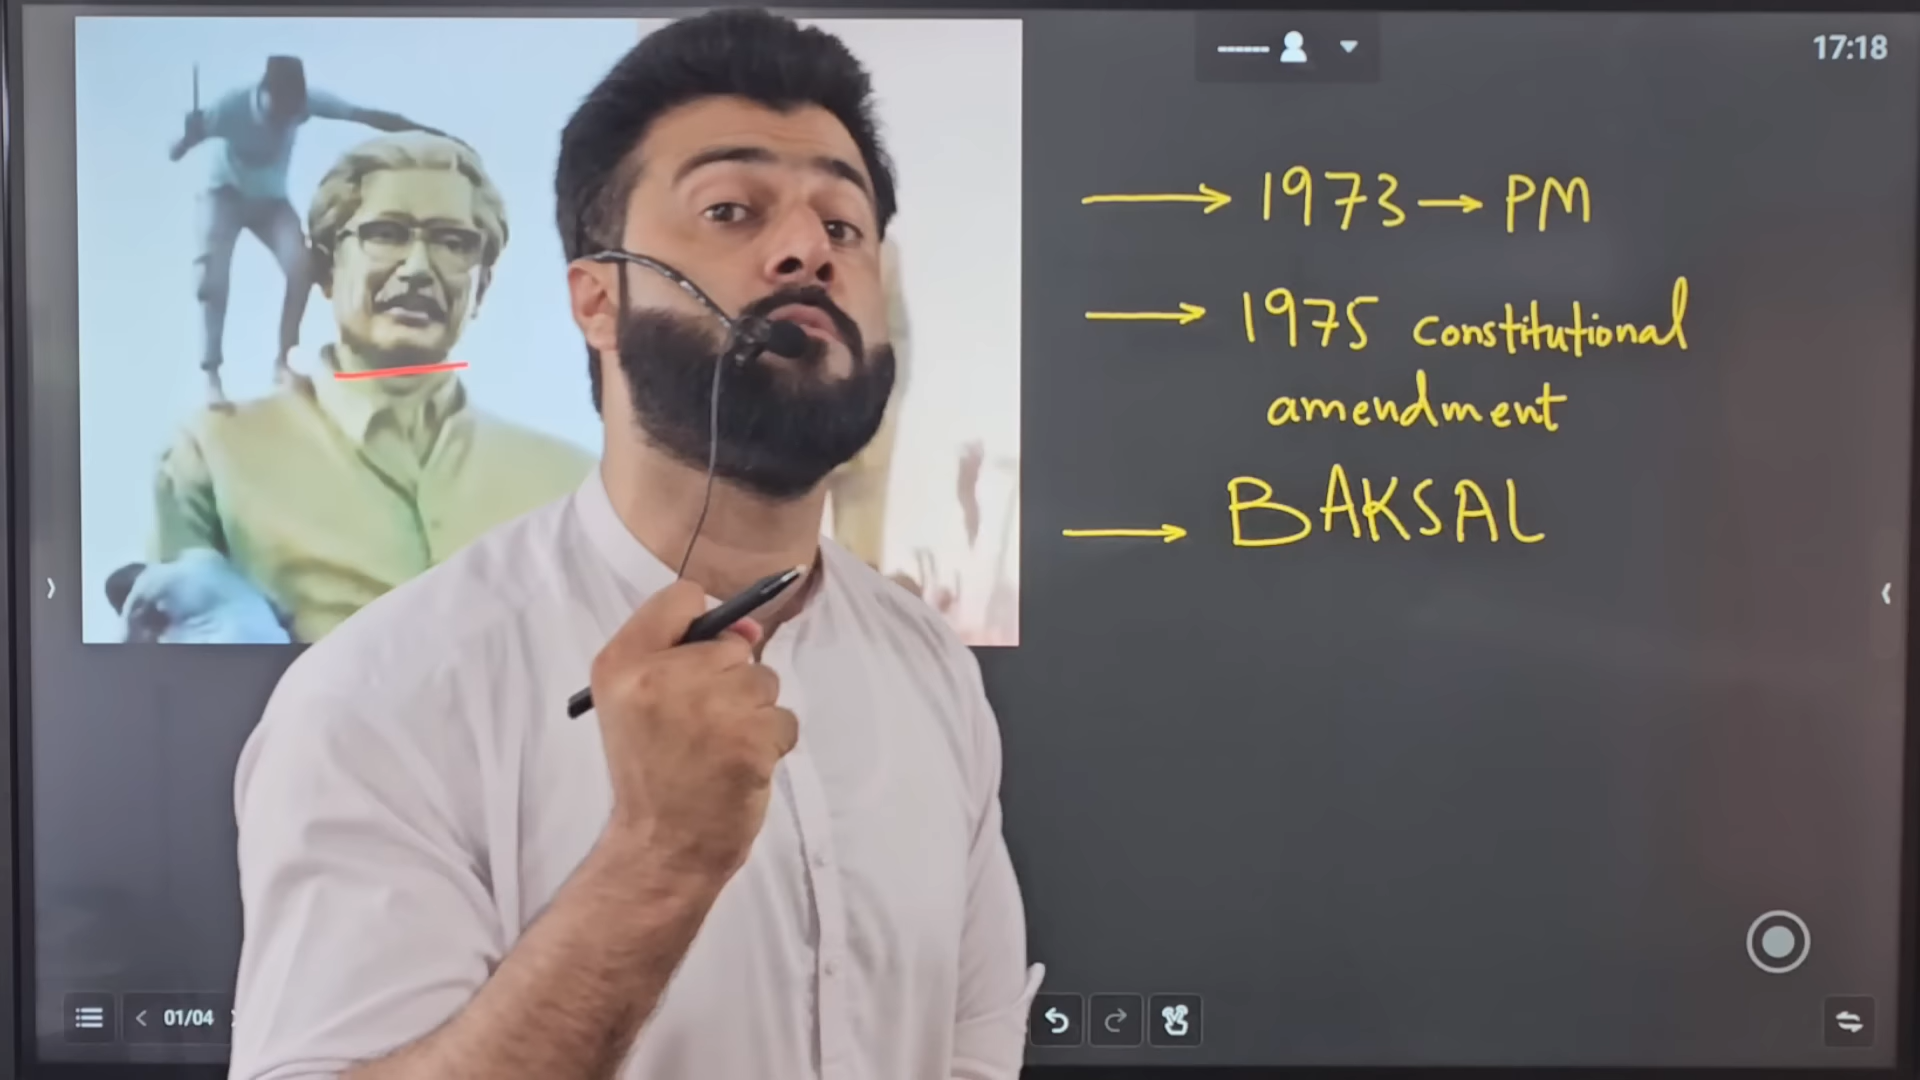 17:18
→ 1973 → PM
→ 1975 constitutional
amendment
→ BAKSAL
01/04